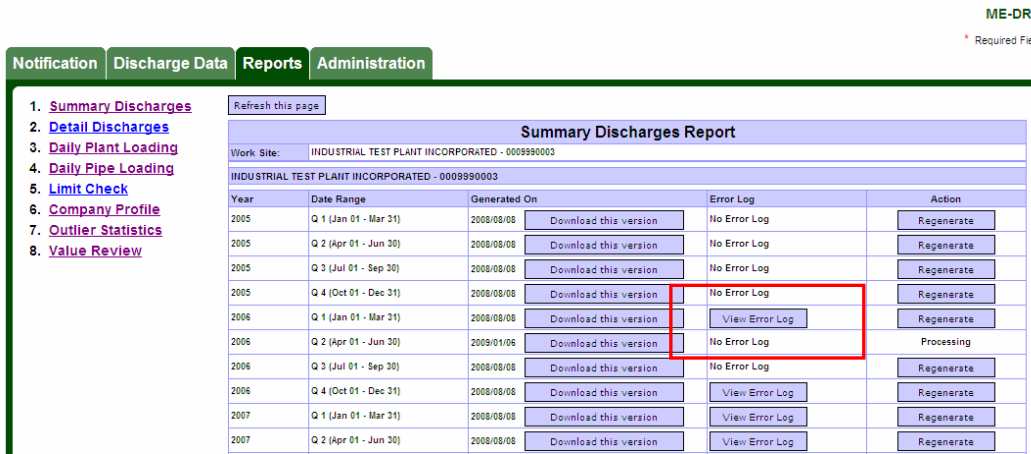 ME-DR
* Required Fie
Notification Discharge Data Reports Administration
1. Summary Discharges
2. Detail Discharges
3. Daily Plant Loading
4. Daily Pipe Loading
5. Limit Check
6. Company Profile
7. Outlier Statistics
8. Value Review
Refresh this page
Summary Discharges Report
Work Site: INDUSTRIAL TEST PLANT INCORPORATED - 0009990003
INDUSTRIAL TEST PLANT INCORPORATED - 0009990003
Year Date Range Generated On Error Log Action
2005 Q 1 (Jan 01 - Mar 31) 2008/08/08 Download this version No Error Log Regenerate
2005 Q 2 (Apr 01 - Jun 30) 2008/08/08 Download this version No Error Log Regenerate
2005 Q 3 (Jul 01 - Sep 30) 2008/08/08 Download this version No Error Log Regenerate
2005 Q 4 (Oct 01 - Dec 31) 2008/08/08 Download this version No Error Log Regenerate
2006 Q 1 (Jan 01 - Mar 31) 2008/08/08 Download this version View Error Log Regenerate
2006 Q 2 (Apr 01 - Jun 30) 2009/01/06 Download this version No Error Log Processing
2006 Q 3 (Jul 01 - Sep 30) 2008/08/08 Download this version No Error Log Regenerate
2006 Q 4 (Oct 01 - Dec 31) 2008/08/08 Download this version View Error Log Regenerate
2007 Q 1 (Jan 01 - Mar 31) 2008/08/08 Download this version View Error Log Regenerate
2007 Q 2 (Apr 01 - Jun 30) 2008/08/08 Download this version View Error Log Regenerate